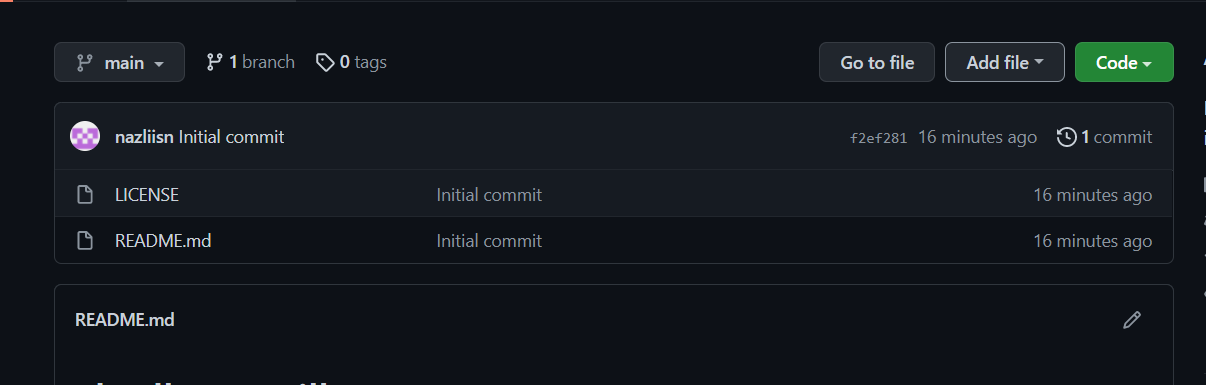 main 1 branch 0 tags Go to file Add file Code
nazliisn Initial commit f2ef281 16 minutes ago 1 commit
LICENSE Initial commit 16 minutes ago
README.md Initial commit 16 minutes ago
README.md